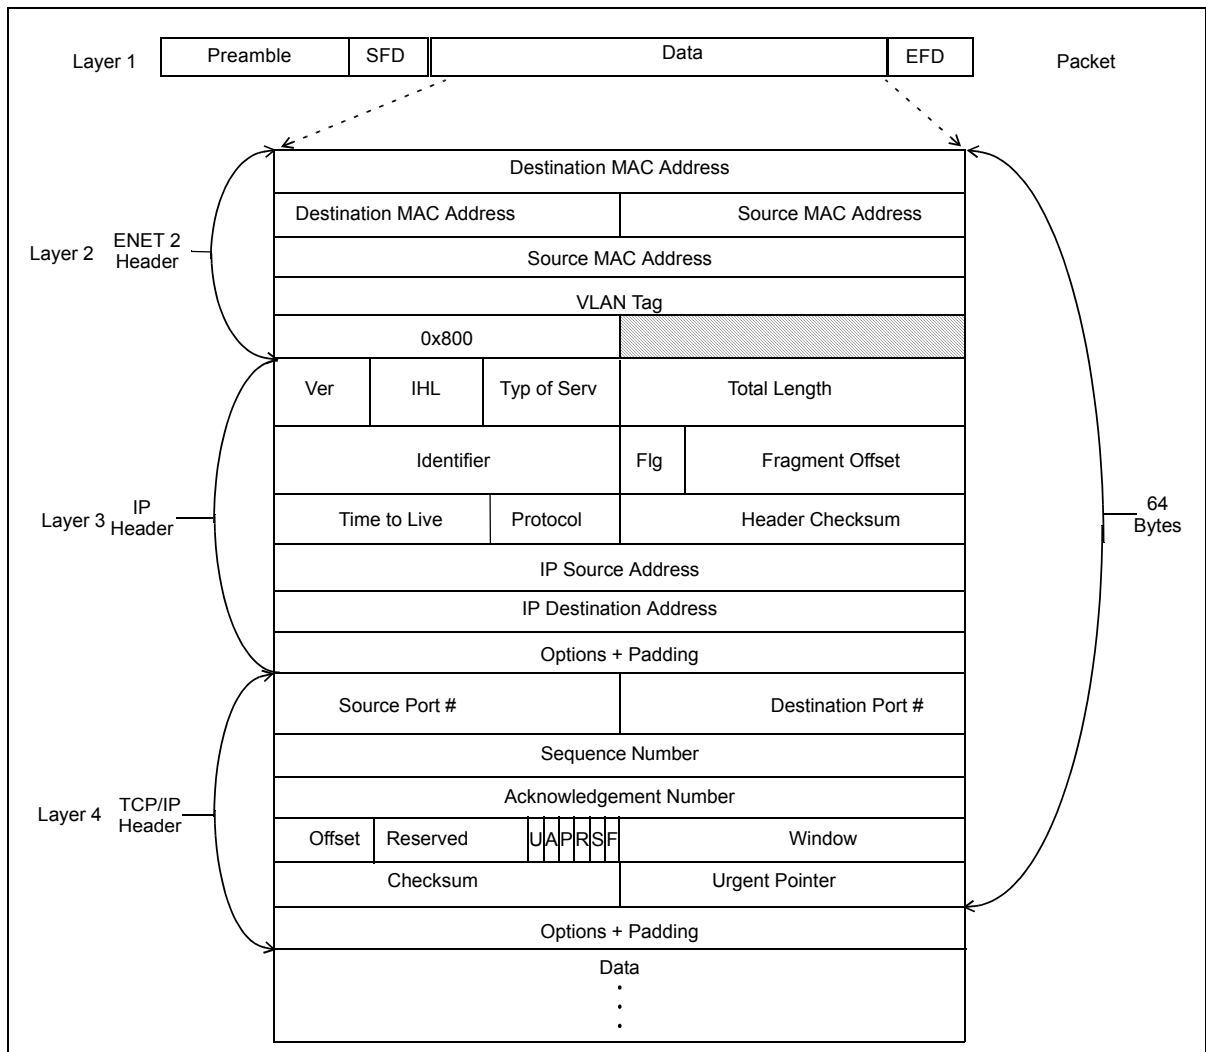 Layer 1 Preamble SFD Data EFD Packet
Destination MAC Address
Destination MAC Address Source MAC Address
Layer 2 ENET 2 Header
Source MAC Address
VLAN Tag
0x800
Ver IHL Typ of Serv Total Length
Identifier Flg Fragment Offset
Layer 3 IP Header
Time to Live Protocol Header Checksum
64 Bytes
IP Source Address
IP Destination Address
Options + Padding
Source Port # Destination Port #
Sequence Number
Acknowledgement Number
Layer 4 TCP/IP Header
Offset Reserved U A P R S F Window
Checksum Urgent Pointer
Options + Padding
Data